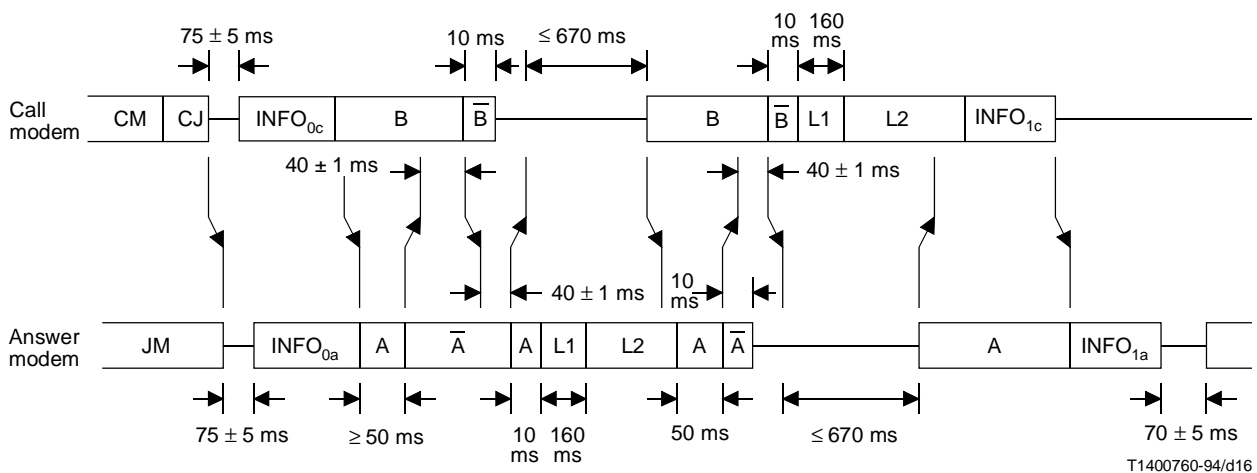 75 ± 5 ms
10 ms
≤ 670 ms
10 ms
160 ms
Call modem
CM
CJ
INFO0c
B
B̅
B
B̅
L1
L2
INFO1c
40 ± 1 ms
40 ± 1 ms
40 ± 1 ms
10 ms
Answer modem
JM
INFO0a
A
A̅
A
L1
L2
A
A̅
A
INFO1a
75 ± 5 ms
≥ 50 ms
10 ms
160 ms
50 ms
≤ 670 ms
70 ± 5 ms
T1400760-94/d16